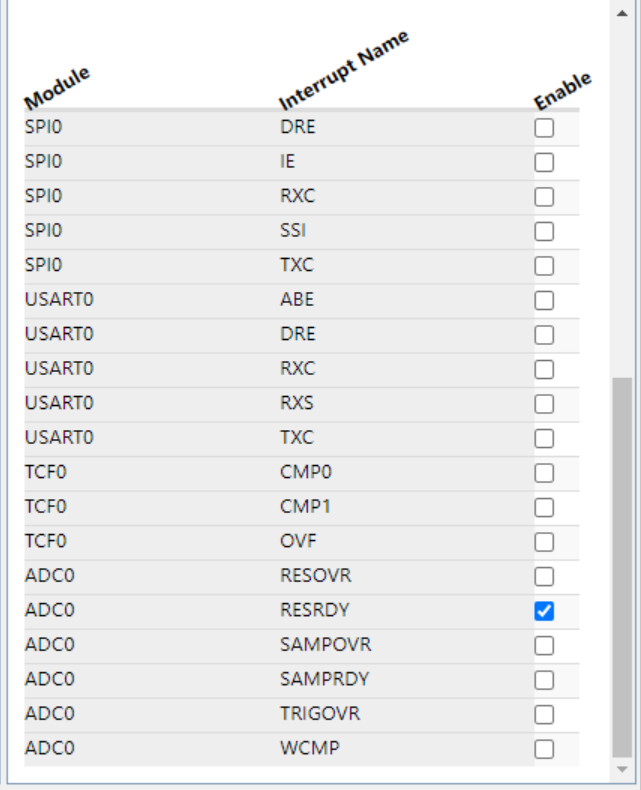 Module Interrupt Name Enable
SPI0 DRE
SPI0 IE
SPI0 RXC
SPI0 SSI
SPI0 TXC
USART0 ABE
USART0 DRE
USART0 RXC
USART0 RXS
USART0 TXC
TCF0 CMP0
TCF0 CMP1
TCF0 OVF
ADC0 RESOVR
ADC0 RESRDY
ADC0 SAMPOVR
ADC0 SAMPRDY
ADC0 TRIGOVR
ADC0 WCMP